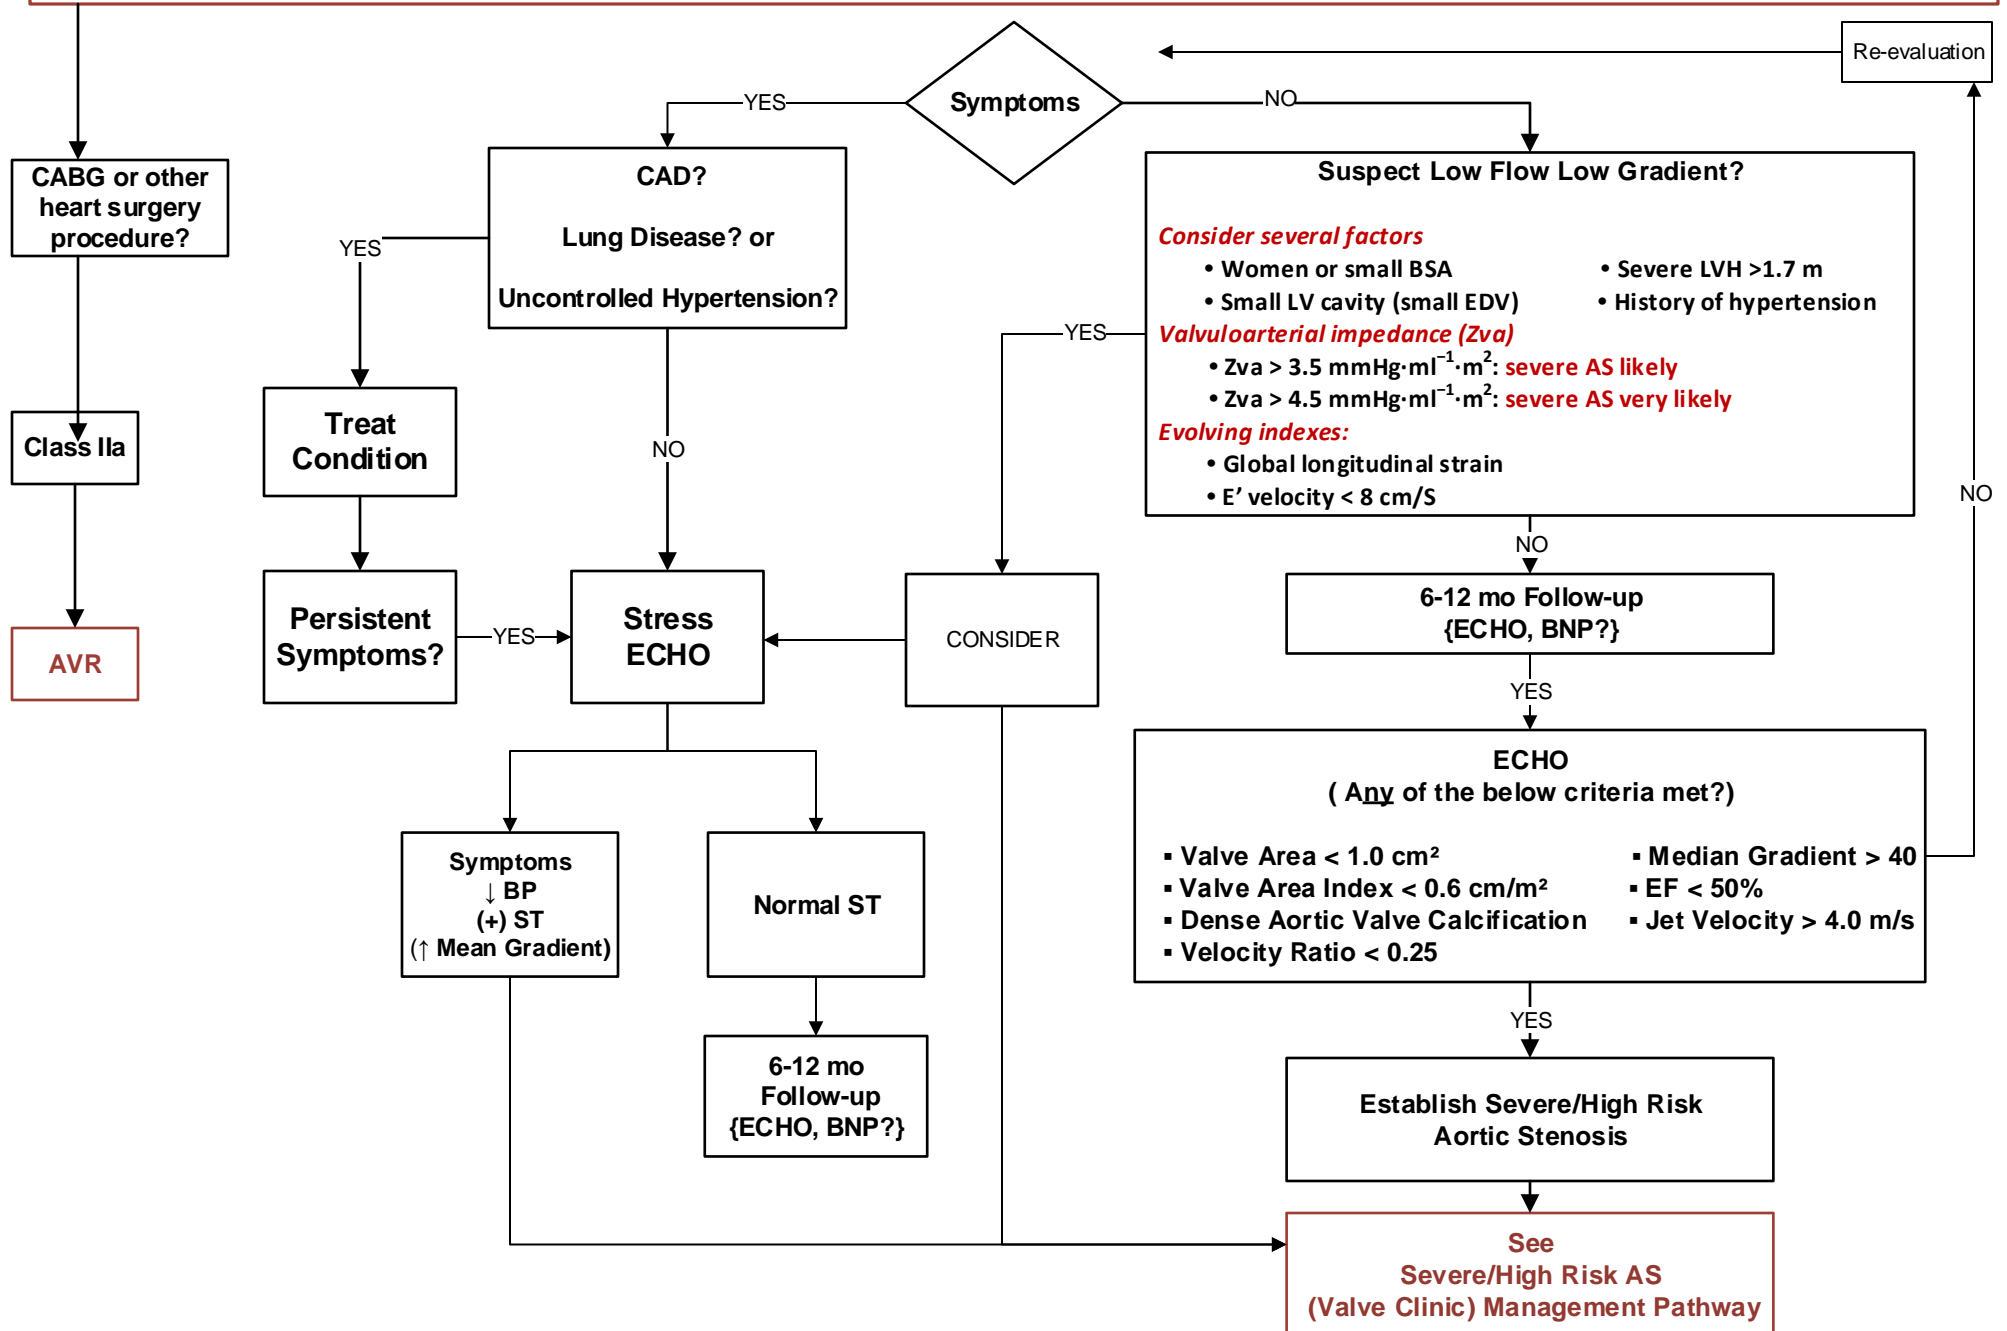 Re-evaluation
Symptoms
YES
NO
CABG or other
heart surgery
procedure?
Class IIa
AVR
CAD?
Lung Disease? or
Uncontrolled Hypertension?
YES
NO
Treat
Condition
Persistent
Symptoms?
YES
Stress
ECHO
CONSIDER
YES
Suspect Low Flow Low Gradient?
Consider several factors
• Women or small BSA
• Severe LVH >1.7 m
• Small LV cavity (small EDV)
• History of hypertension
Valvuloarterial impedance (Zva)
• Zva > 3.5 mmHg·ml⁻¹·m²: severe AS likely
• Zva > 4.5 mmHg·ml⁻¹·m²: severe AS very likely
Evolving indexes:
• Global longitudinal strain
• E’ velocity < 8 cm/S
NO
NO
6-12 mo Follow-up
{ECHO, BNP?}
YES
ECHO
( Any of the below criteria met?)
▪ Valve Area < 1.0 cm²
▪ Median Gradient > 40
▪ Valve Area Index < 0.6 cm/m²
▪ EF < 50%
▪ Dense Aortic Valve Calcification
▪ Jet Velocity > 4.0 m/s
▪ Velocity Ratio < 0.25
Symptoms
↓ BP
(+) ST
(↑ Mean Gradient)
Normal ST
6-12 mo
Follow-up
{ECHO, BNP?}
YES
Establish Severe/High Risk
Aortic Stenosis
See
Severe/High Risk AS
(Valve Clinic) Management Pathway